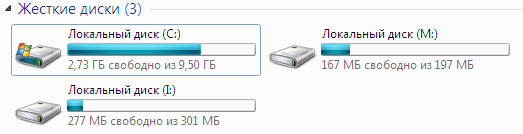 Жесткие диски (3)
Локальный диск (C:)
2,73 ГБ свободно из 9,50 ГБ
Локальный диск (M:)
167 МБ свободно из 197 МБ
Локальный диск (I:)
277 МБ свободно из 301 МБ